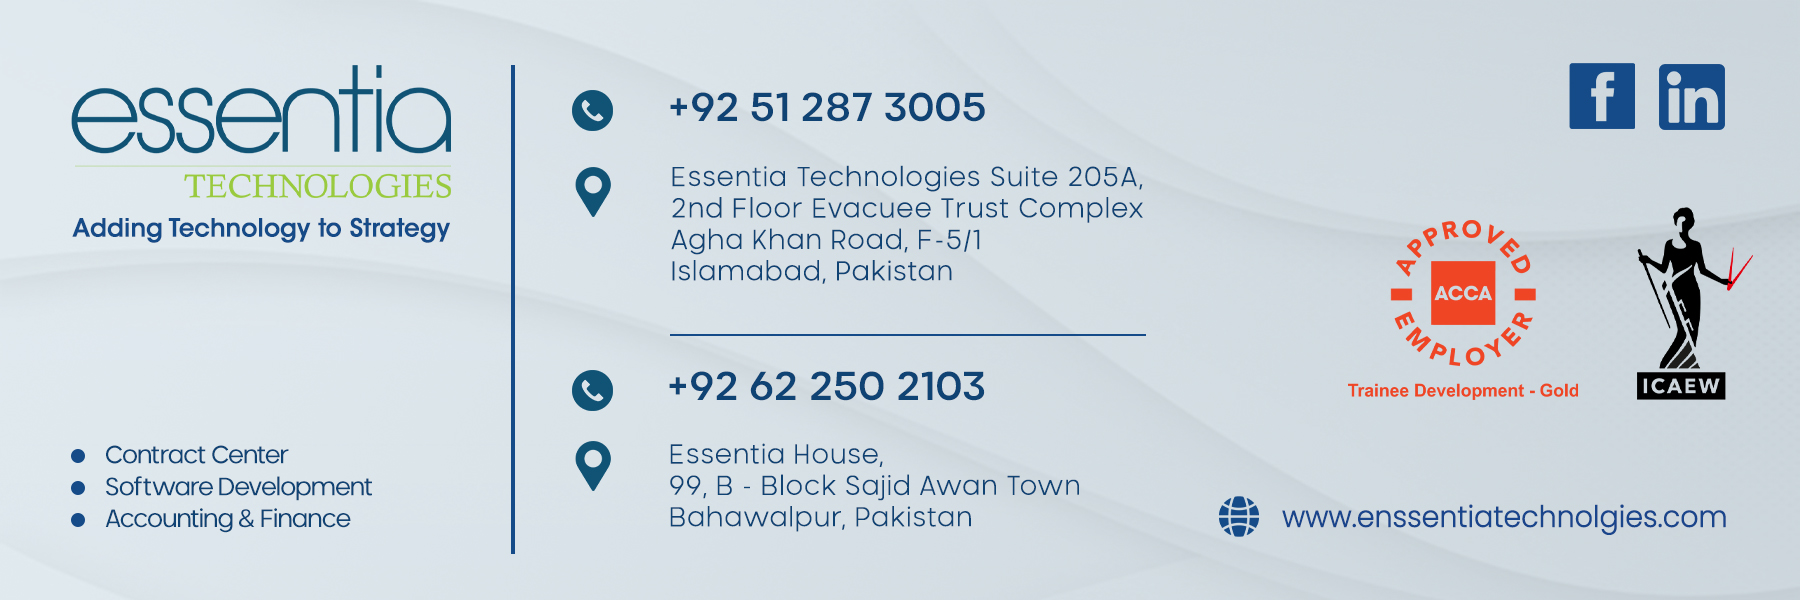 essentia
TECHNOLOGIES
Adding Technology to Strategy
Contract Center
Software Development
Accounting & Finance
+92 51 287 3005
Essentia Technologies Suite 205A,
2nd Floor Evacuee Trust Complex
Agha Khan Road, F-5/1
Islamabad, Pakistan
+92 62 250 2103
Essentia House,
99, B - Block Sajid Awan Town
Bahawalpur, Pakistan
f
in
APPROVED
ACCA
EMPLOYER
Trainee Development - Gold
ICAEW
www.enssentiatechnolgies.com